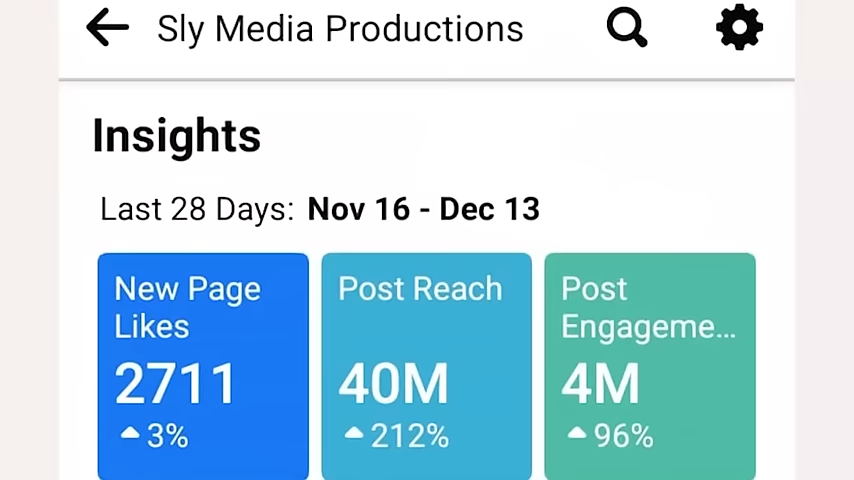 Sly Media Productions
Insights
Last 28 Days: Nov 16 - Dec 13
New Page
Likes
2711
3%
Post Reach
40M
212%
Post
Engageme...
4M
96%